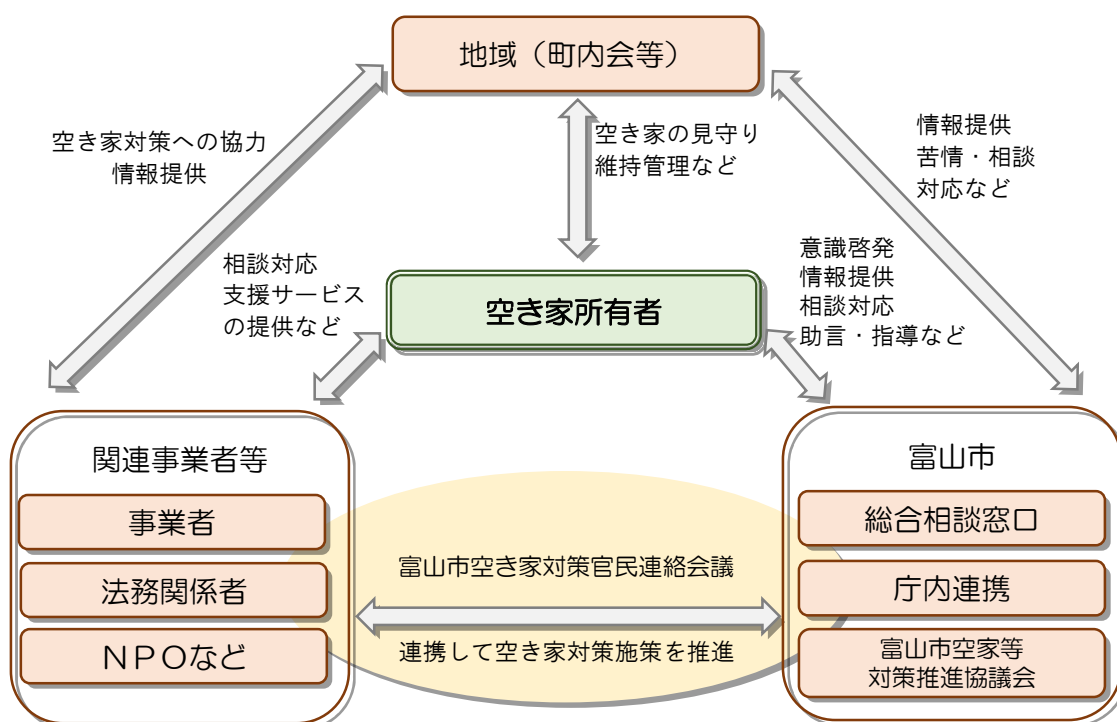 地域（町内会等）
空き家対策への協力
情報提供
空き家の見守り
維持管理など
情報提供
苦情・相談
対応など
相談対応
支援サービス
の提供など
空き家所有者
意識啓発
情報提供
相談対応
助言・指導など
関連事業者等
事業者
法務関係者
ＮＰＯなど
富山市空き家対策官民連絡会議
連携して空き家対策施策を推進
富山市
総合相談窓口
庁内連携
富山市空家等
対策推進協議会